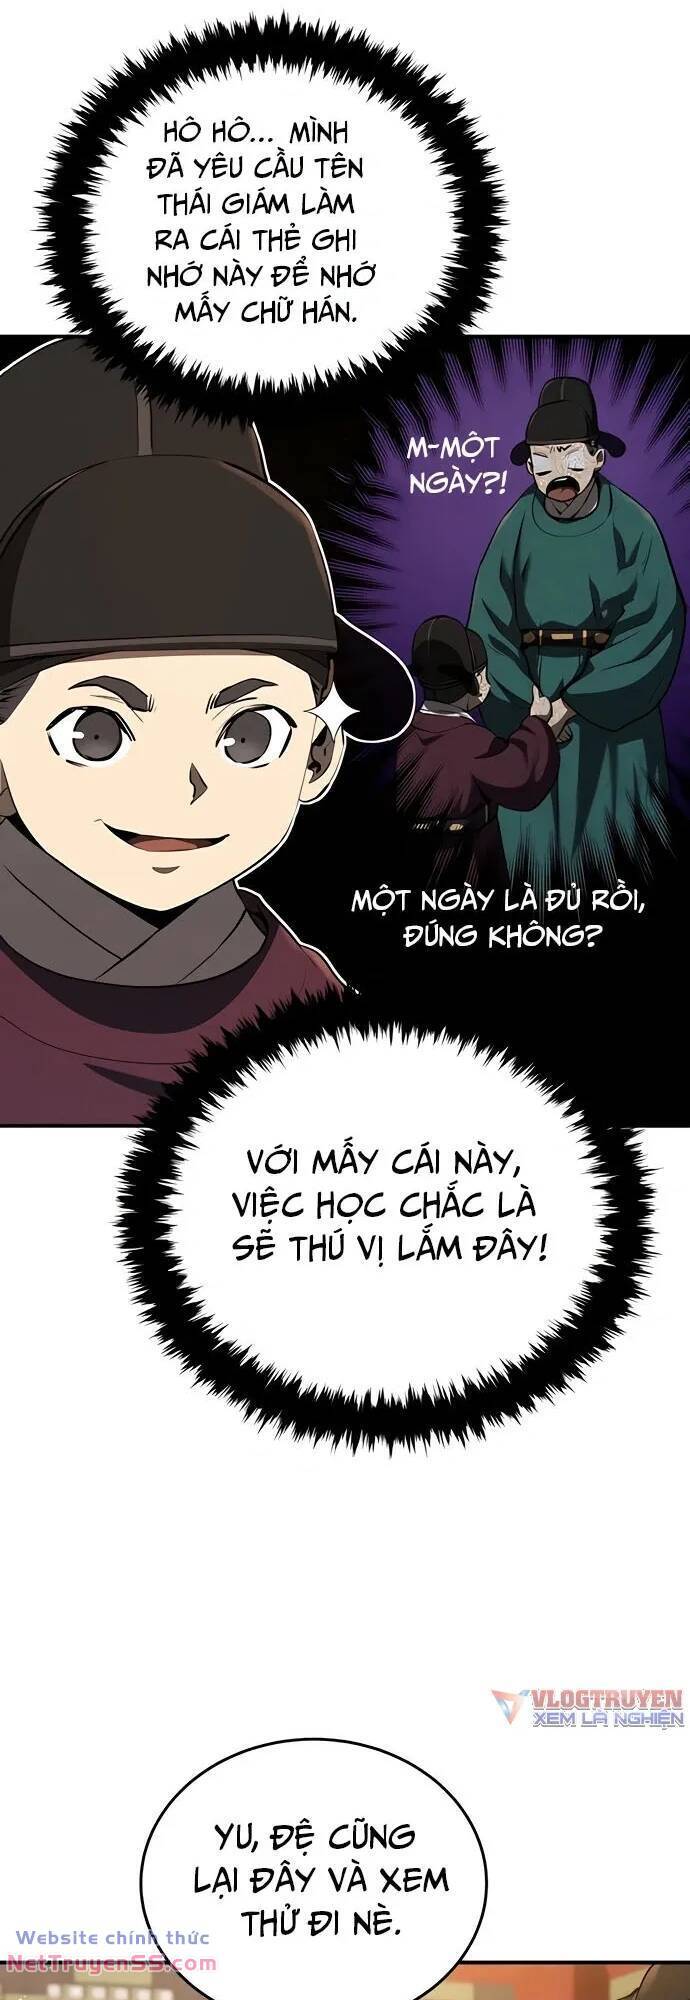 HÔ HÔ... MÌNH
ĐÃ YÊU CẦU TÊN
THÁI GIÁM LÀM
RA CÁI THẺ GHI
NHỚ NÀY ĐỂ NHỚ
MẤY CHỮ HÁN.
M-MỘT
NGÀY?!
MỘT NGÀY LÀ ĐỦ RỒI,
ĐÚNG KHÔNG?
VỚI MẤY CÁI NÀY,
VIỆC HỌC CHẮC LÀ
SẼ THÚ VỊ LẮM ĐÂY!
VLOGTRUYEN
XEM LÀ NGHIỆN
YU, ĐỆ CŨNG
LẠI ĐÂY VÀ XEM
THỬ ĐI NÈ.
Website chính thức
NetTruyenSS.com